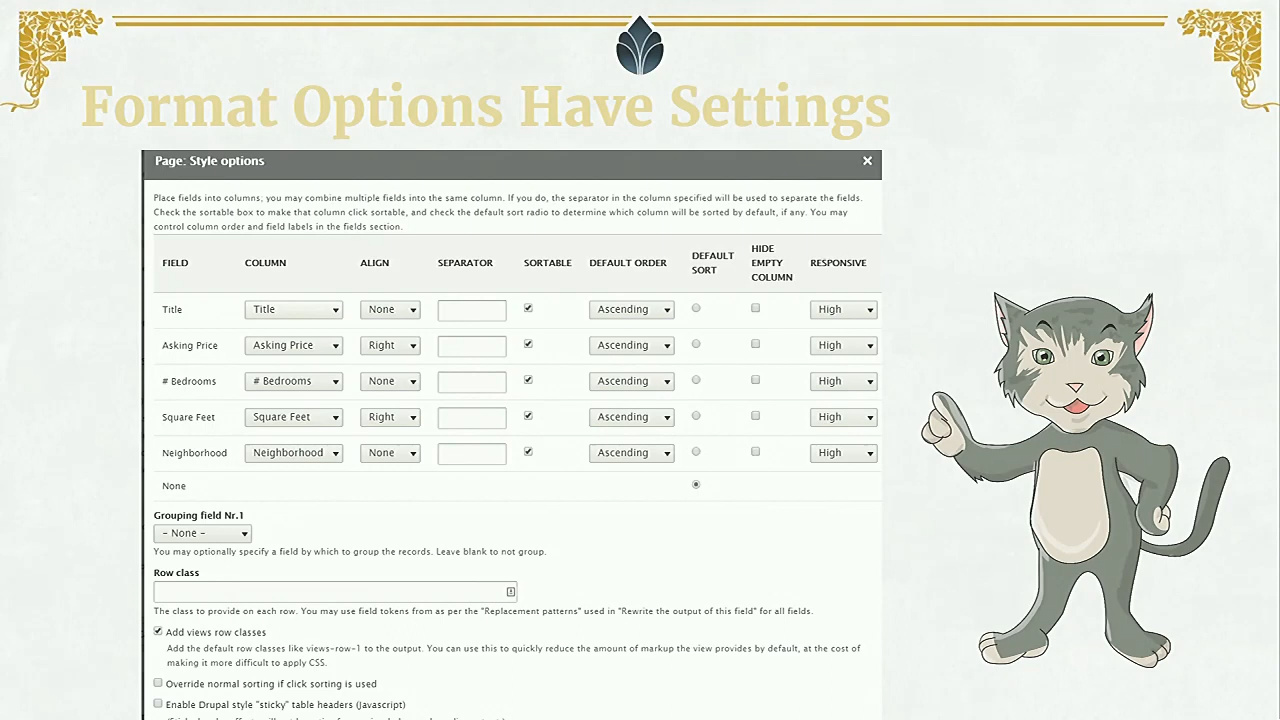 Format Options Have Settings
Page: Style options ×
Place fields into columns; you may combine multiple fields into the same column. If you do, the separator in the column specified will be used to separate the fields.
Check the sortable box to make that column click sortable, and check the default sort radio to determine which column will be sorted by default, if any. You may
control column order and field labels in the fields section.
FIELD COLUMN ALIGN SEPARATOR SORTABLE DEFAULT ORDER DEFAULT SORT HIDE EMPTY COLUMN RESPONSIVE
Title Title None Ascending High
Asking Price Asking Price Right Ascending High
# Bedrooms # Bedrooms None Ascending High
Square Feet Square Feet Right Ascending High
Neighborhood Neighborhood None Ascending High
None
Grouping field Nr.1
- None -
You may optionally specify a field by which to group the records. Leave blank to not group.
Row class
The class to provide on each row. You may use field tokens from as per the "Replacement patterns" used in "Rewrite the output of this field" for all fields.
Add views row classes
Add the default row classes like views-row-1 to the output. You can use this to quickly reduce the amount of markup the view provides by default, at the cost of
making it more difficult to apply CSS.
Override normal sorting if click sorting is used
Enable Drupal style "sticky" table headers (Javascript)